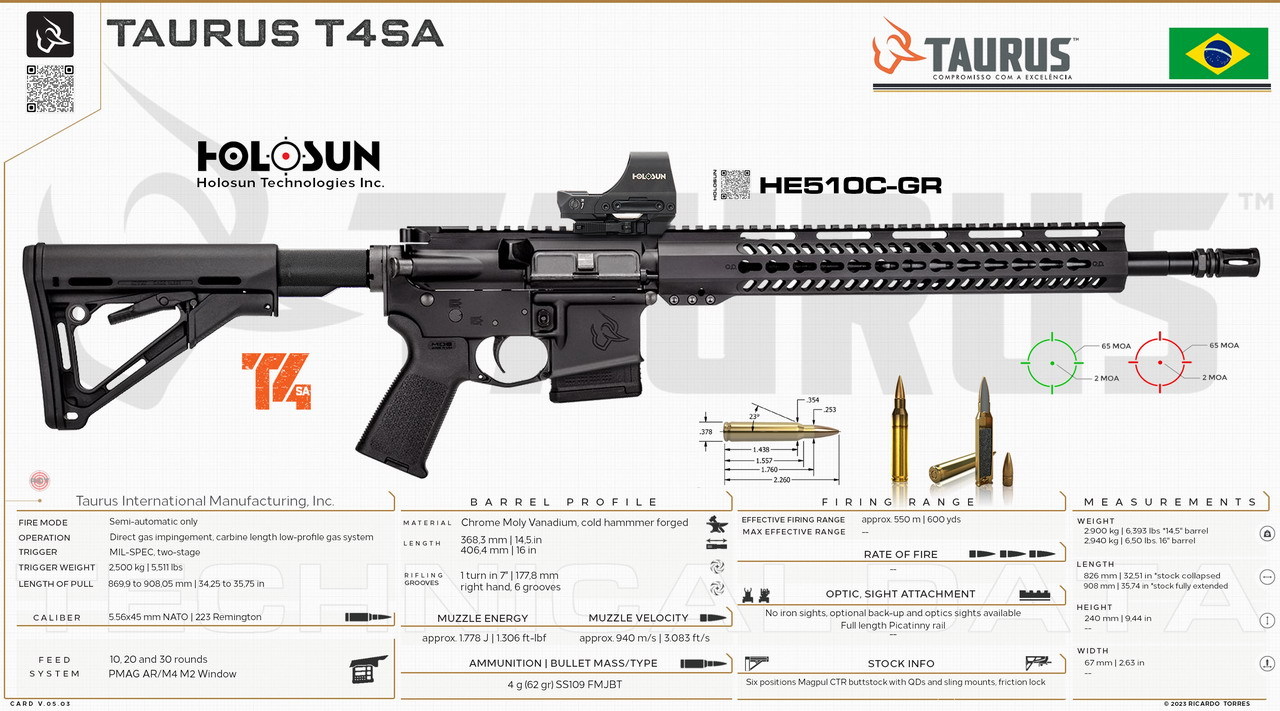 TAURUS T4SA
TAURUS™
COMPROMISSO COM A EXCELÊNCIA
HOLOSUN
Holosun Technologies Inc.
HOLOSUN
HOLOSUN
HE510C-GR
TAURUS™
T4SA
65 MOA
2 MOA
65 MOA
2 MOA
.354
.253
23°
.378
1.438
1.557
1.760
2.260
Taurus International Manufacturing, Inc.
FIRE MODE Semi-automatic only
OPERATION Direct gas impingement, carbine length low-profile gas system
TRIGGER MIL-SPEC, two-stage
TRIGGER WEIGHT 2,500 kg | 5,511 lbs
LENGTH OF PULL 869,9 to 908,05 mm | 34,25 to 35,75 in
CALIBER 5.56x45 mm NATO | 223 Remington
FEED SYSTEM
10, 20 and 30 rounds
PMAG AR/M4 M2 Window
BARREL PROFILE
MATERIAL Chrome Moly Vanadium, cold hammmer forged
LENGTH 368,3 mm | 14,5.in
406,4 mm | 16 in
RIFLING GROOVES
1 turn in 7" | 177,8 mm
right hand, 6 grooves
MUZZLE ENERGY
approx. 1.778 J | 1.306 ft-lbf
MUZZLE VELOCITY
approx. 940 m/s | 3.083 ft/s
AMMUNITION | BULLET MASS/TYPE
4 g (62 gr) SS109 FMJBT
FIRING RANGE
EFFECTIVE FIRING RANGE approx. 550 m | 600 yds
MAX EFFECTIVE RANGE --
RATE OF FIRE
--
OPTIC, SIGHT ATTACHMENT
No iron sights, optional back-up and optics sights available
Full length Picatinny rail
--
STOCK INFO
Six positions Magpul CTR buttstock with QDs and sling mounts, friction lock
MEASUREMENTS
WEIGHT
2.900 kg | 6.393 lbs "14,5" barrel
2.940 kg | 6,50 lbs. 16" barrel
LENGTH
826 mm | 32,51 in *stock collapsed
908 mm | 35.74 in *stock fully extended
HEIGHT
240 mm | 9,44 in
--
WIDTH
67 mm | 2,63 in
--
TECHNICAL DATA
CARD V.05.03
© 2023 RICARDO TORRES